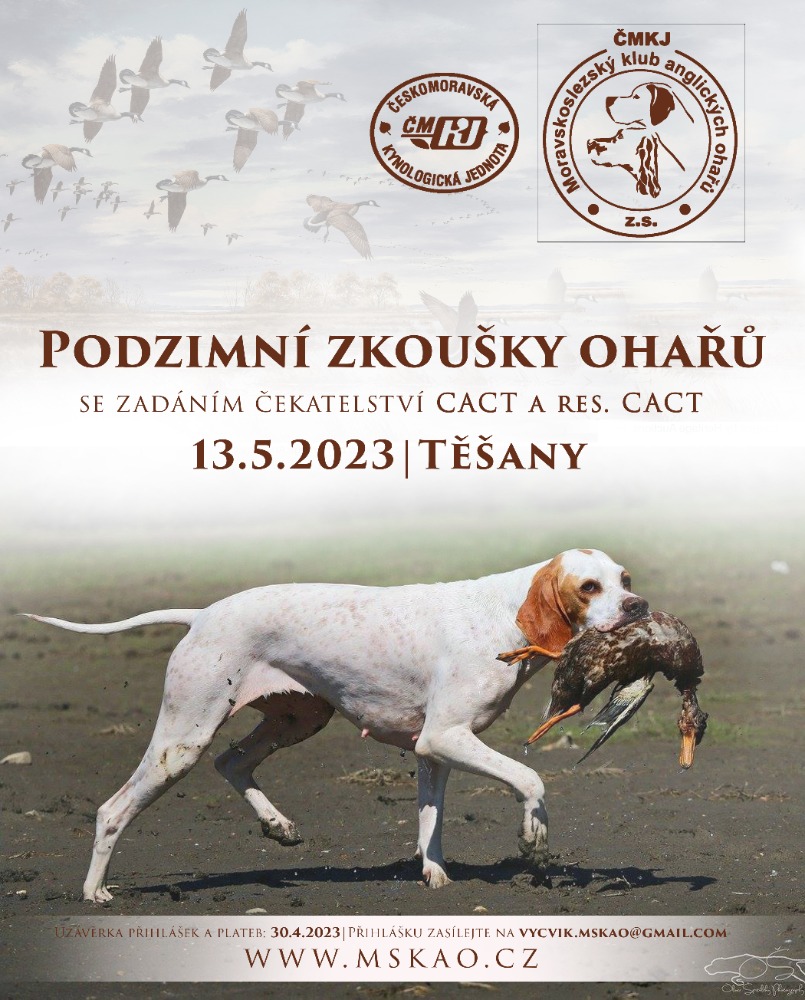 ČMKJ
Moravskoslezský klub anglických ohařů
z.s.
ČESKOMORAVSKÁ
ČM
KYNOLOGICKÁ JEDNOTA
PODZIMNÍ ZKOUŠKY OHAŘŮ
SE ZADÁNÍM ČEKATELSTVÍ CACT A RES. CACT
13.5.2023|TĚŠANY
UZÁVĚRKA PŘIHLÁŠEK A PLATEB: 30.4.2023|PŘIHLÁŠKU ZASÍLEJTE NA VYCVIK.MSKAO@GMAIL.COM
WWW.MSKAO.CZ